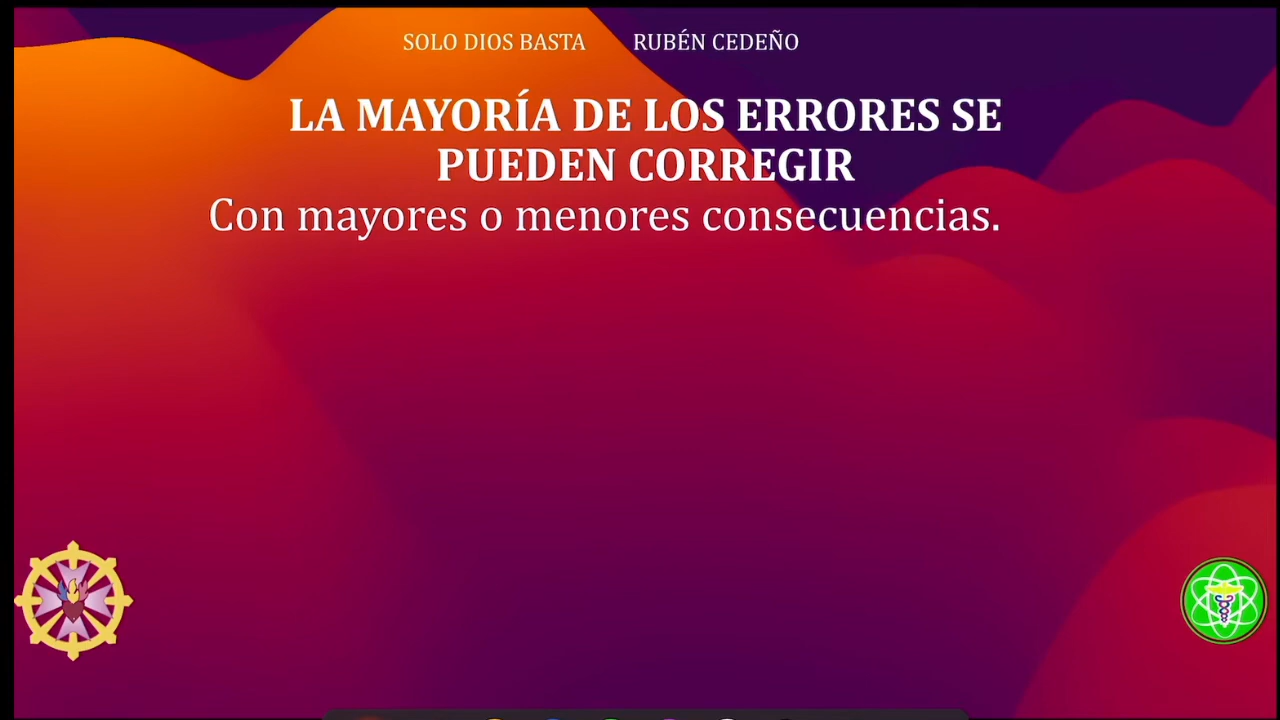 SOLO DIOS BASTA RUBÉN CEDEÑO
LA MAYORÍA DE LOS ERRORES SE
PUEDEN CORREGIR
Con mayores o menores consecuencias.